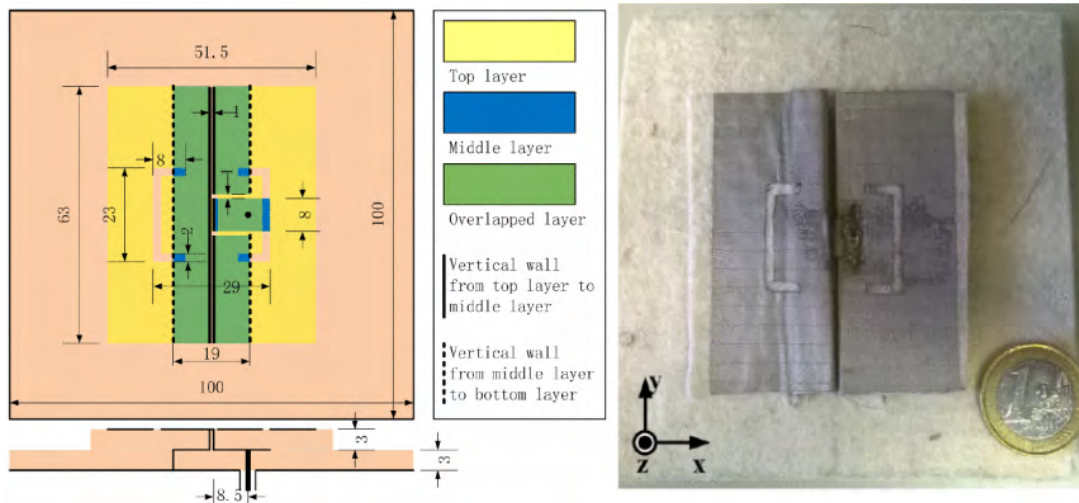 51.5
1
8
1
23
63
8
100
2
29
19
100
3
3
8.5
Top layer
Middle layer
Overlapped layer
Vertical wall
from top layer to
middle layer
Vertical wall
from middle layer
to bottom layer
y
z
x
1